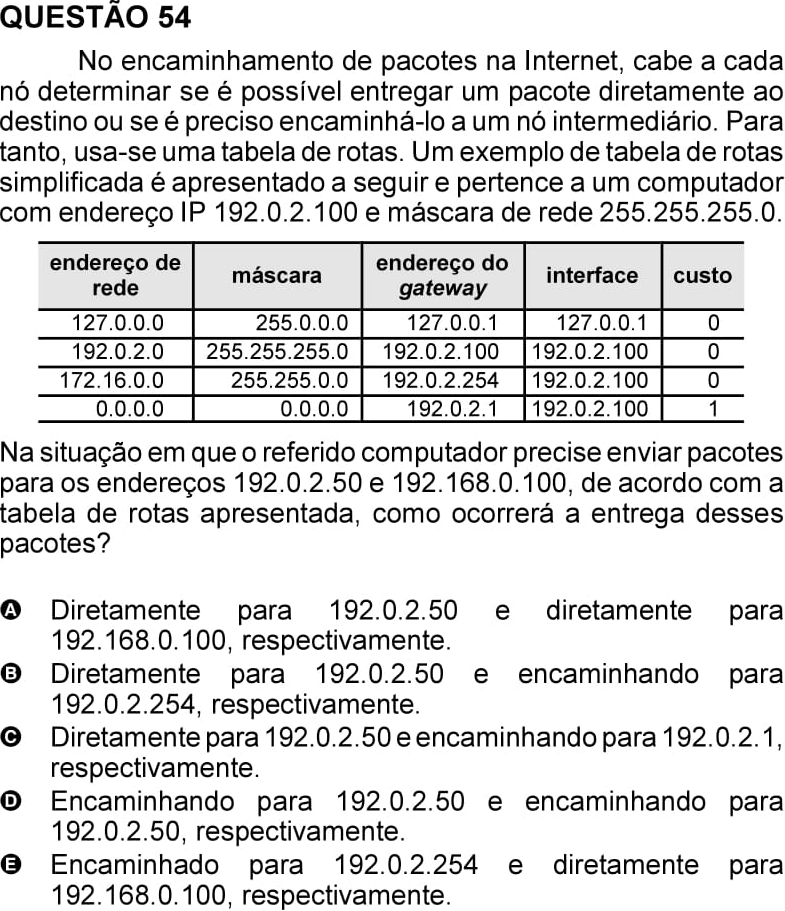 QUESTÃO 54
No encaminhamento de pacotes na Internet, cabe a cada
nó determinar se é possível entregar um pacote diretamente ao
destino ou se é preciso encaminhá-lo a um nó intermediário. Para
tanto, usa-se uma tabela de rotas. Um exemplo de tabela de rotas
simplificada é apresentado a seguir e pertence a um computador
com endereço IP 192.0.2.100 e máscara de rede 255.255.255.0.
endereço de rede máscara endereço do gateway interface custo
127.0.0.0 255.0.0.0 127.0.0.1 127.0.0.1 0
192.0.2.0 255.255.255.0 192.0.2.100 192.0.2.100 0
172.16.0.0 255.255.0.0 192.0.2.254 192.0.2.100 0
0.0.0.0 0.0.0.0 192.0.2.1 192.0.2.100 1
Na situação em que o referido computador precise enviar pacotes
para os endereços 192.0.2.50 e 192.168.0.100, de acordo com a
tabela de rotas apresentada, como ocorrerá a entrega desses
pacotes?
A Diretamente para 192.0.2.50 e diretamente para
192.168.0.100, respectivamente.
B Diretamente para 192.0.2.50 e encaminhando para
192.0.2.254, respectivamente.
C Diretamente para 192.0.2.50 e encaminhando para 192.0.2.1,
respectivamente.
D Encaminhando para 192.0.2.50 e encaminhando para
192.0.2.50, respectivamente.
E Encaminhado para 192.0.2.254 e diretamente para
192.168.0.100, respectivamente.